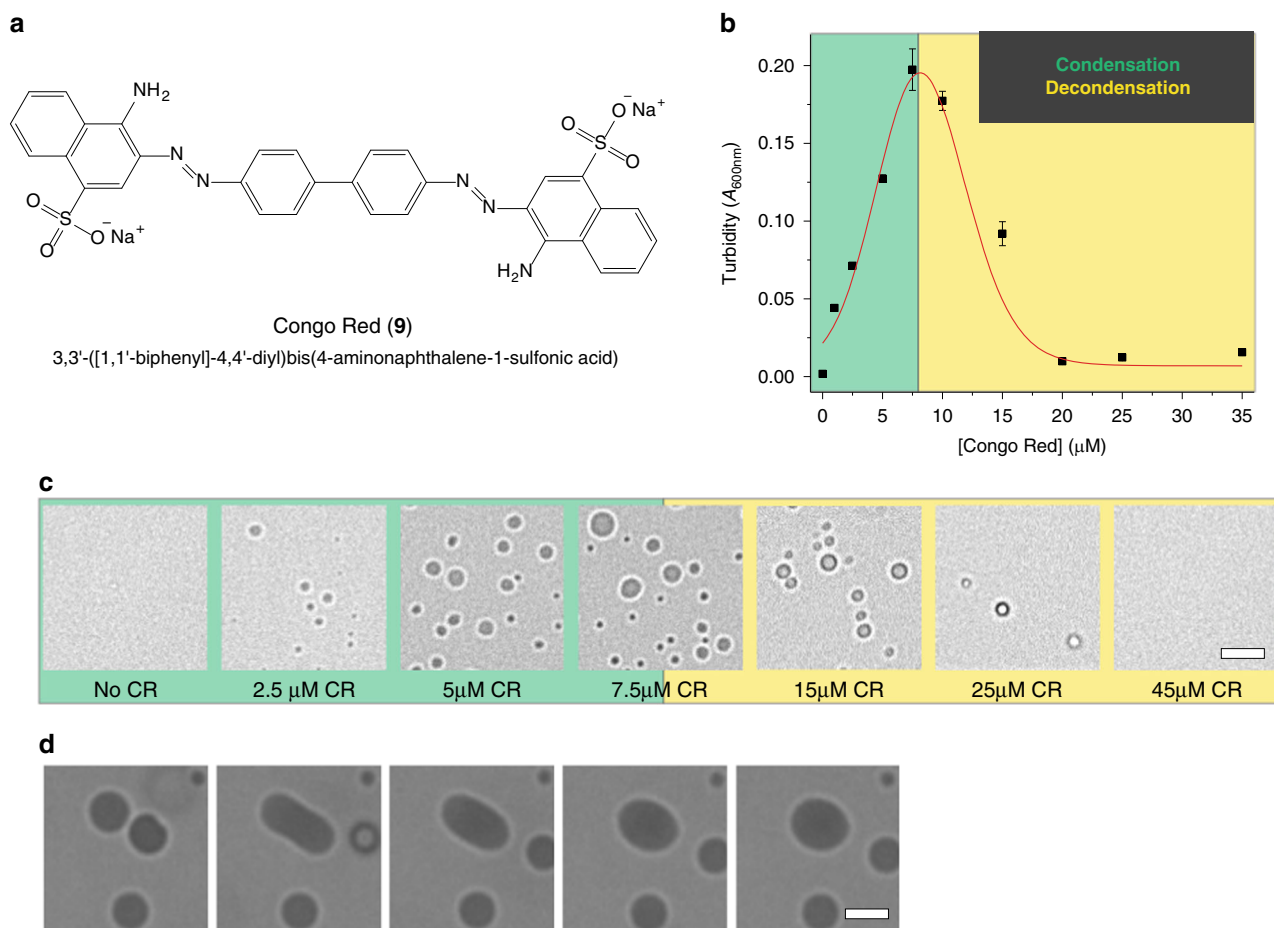 a
NH₂
N
N
N
N
O
S
O
O⁻ Na⁺
O
S
O
O⁻ Na⁺
H₂N
Congo Red (9)
3,3'-([1,1'-biphenyl]-4,4'-diyl)bis(4-aminonaphthalene-1-sulfonic acid)
b
Condensation
Decondensation
Turbidity (A600nm)
0.20
0.15
0.10
0.05
0.00
0 5 10 15 20 25 30 35
[Congo Red] (μM)
c
No CR 2.5 μM CR 5μM CR 7.5μM CR 15μM CR 25μM CR 45μM CR
d